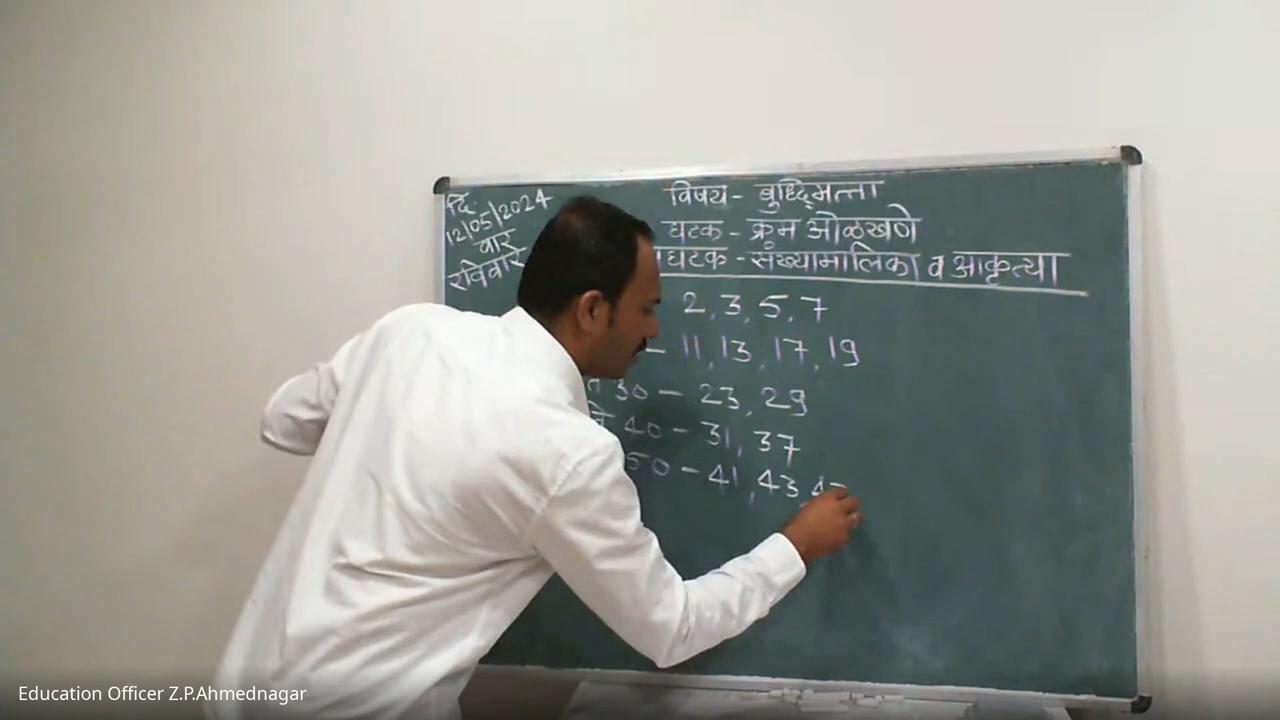 दि
12/05/2024
वार
रविवार
विषय- बुध्दिमत्ता
घटक - क्रम ओळखणे
घटक - संख्यामालिका व आकृत्या
2, 3, 5, 7
- 11, 13, 17, 19
30 - 23, 29
40 - 31, 37
50 - 41, 43, 47
Education Officer Z.P.Ahmednagar